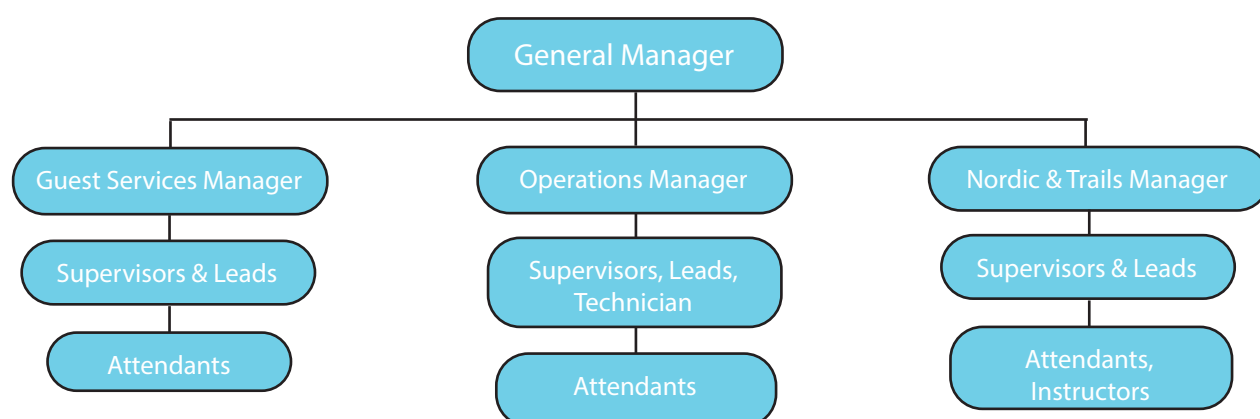 General Manager
Guest Services Manager
Operations Manager
Nordic & Trails Manager
Supervisors & Leads
Supervisors, Leads,
Technician
Supervisors & Leads
Attendants
Attendants
Attendants,
Instructors